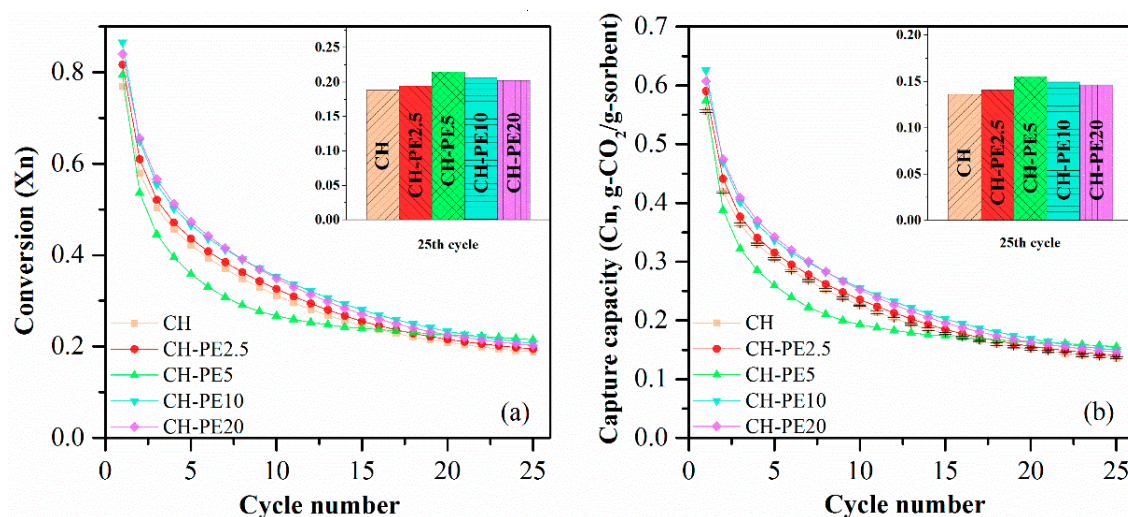 0.8
0.6
0.4
0.2
0.0
Conversion (Xn)
5
10
15
20
25
Cycle number
CH
CH-PE2.5
CH-PE5
CH-PE10
CH-PE20
(a)
0.25
0.20
0.15
0.10
0.05
0.00
CH
CH-PE2.5
CH-PE5
CH-PE10
CH-PE20
25th cycle
0.7
0.6
0.5
0.4
0.3
0.2
0.1
0.0
Capture capacity (Cn, g-CO₂/g-sorbent)
0
5
10
15
20
25
Cycle number
CH
CH-PE2.5
CH-PE5
CH-PE10
CH-PE20
(b)
0.20
0.15
0.10
0.05
0.00
CH
CH-PE2.5
CH-PE5
CH-PE10
CH-PE20
25th cycle